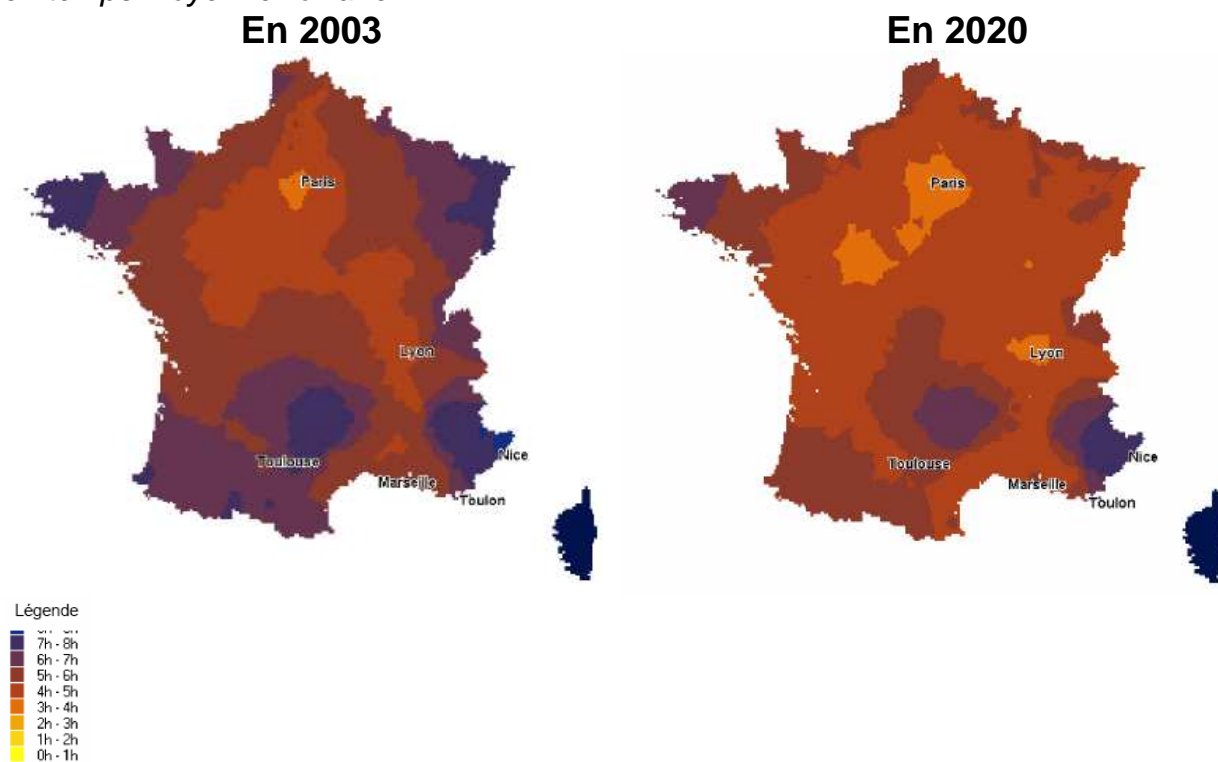 En 2003
En 2020
Paris
Lyon
Toulouse
Marseille
Nice
Toulon
Paris
Lyon
Toulouse
Marseille
Nice
Toulon
Légende
7h - 8h
6h - 7h
5h - 6h
4h - 5h
3h - 4h
2h - 3h
1h - 2h
0h - 1h